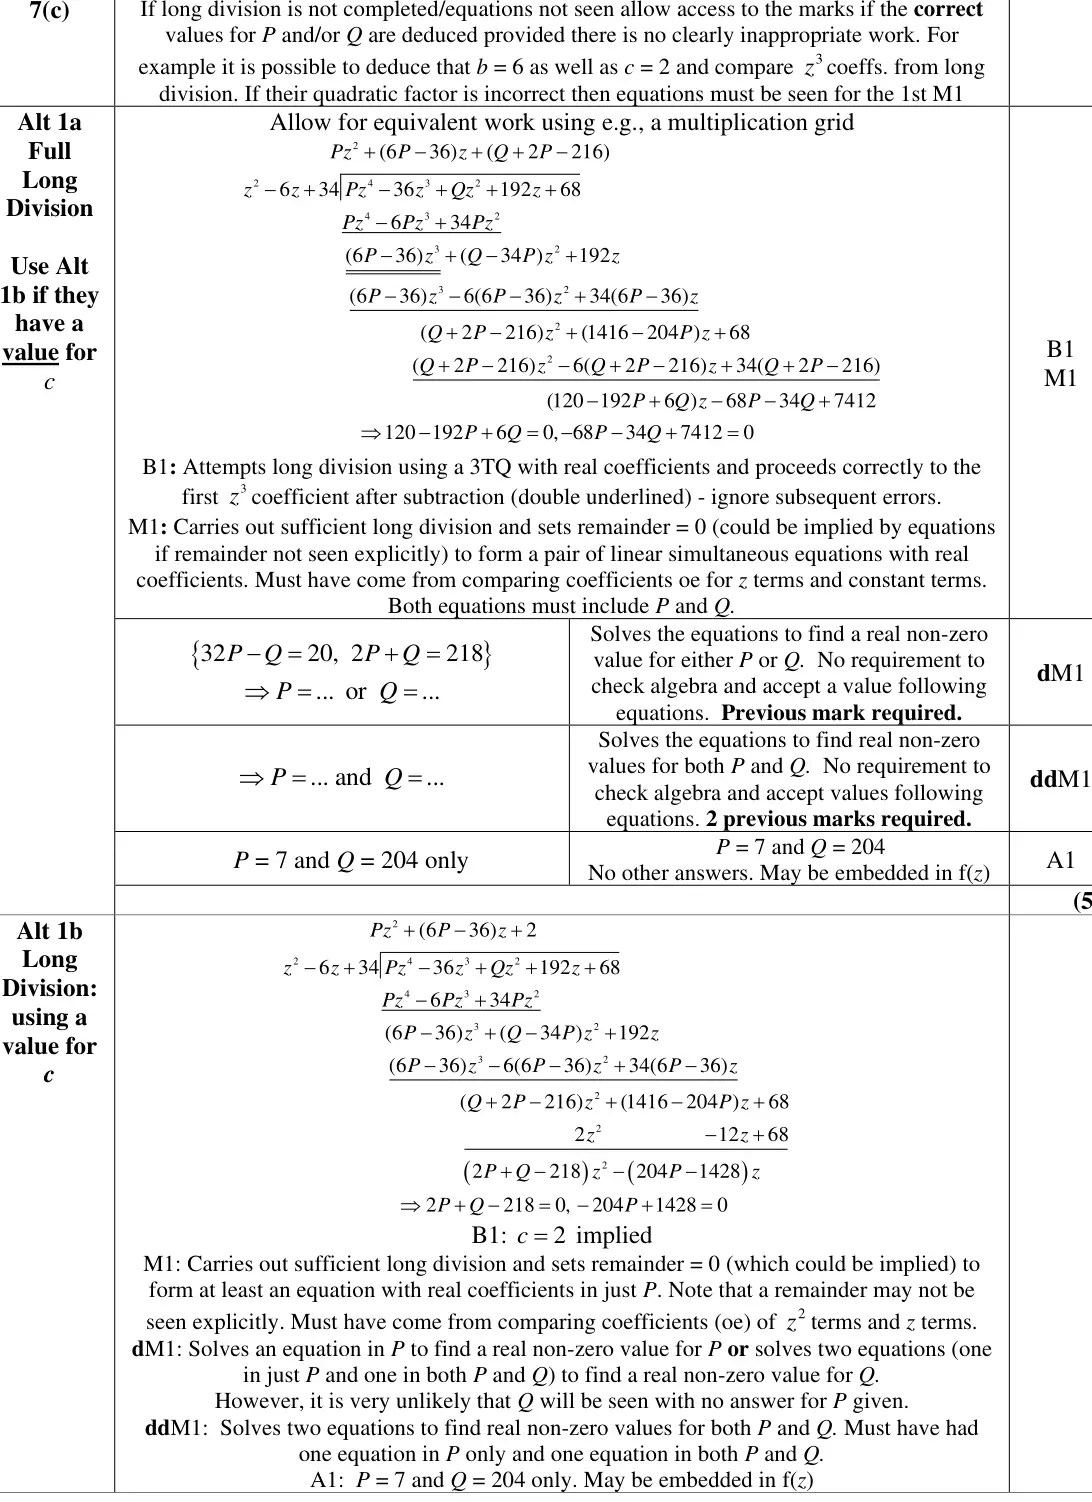 7(c)
If long division is not completed/equations not seen allow access to the marks if the correct
values for P and/or Q are deduced provided there is no clearly inappropriate work. For
example it is possible to deduce that b = 6 as well as c = 2 and compare z³ coeffs. from long
division. If their quadratic factor is incorrect then equations must be seen for the 1st M1
Alt 1a
Full
Long
Division
Use Alt
1b if they
have a
value for
c
Allow for equivalent work using e.g., a multiplication grid
Pz² + (6P − 36)z + (Q + 2P − 216)
z² − 6z + 34 Pz⁴ − 36z³ + Qz² + 192z + 68
Pz⁴ − 6Pz³ + 34Pz²
(6P − 36)z³ + (Q − 34P)z² + 192z
(6P − 36)z³ − 6(6P − 36)z² + 34(6P − 36)z
(Q + 2P − 216)z² + (1416 − 204P)z + 68
(Q + 2P − 216)z² − 6(Q + 2P − 216)z + 34(Q + 2P − 216)
(120 − 192P + 6Q)z − 68P − 34Q + 7412
⇒ 120 − 192P + 6Q = 0, −68P − 34Q + 7412 = 0
B1: Attempts long division using a 3TQ with real coefficients and proceeds correctly to the
first z³ coefficient after subtraction (double underlined) - ignore subsequent errors.
M1: Carries out sufficient long division and sets remainder = 0 (could be implied by equations
if remainder not seen explicitly) to form a pair of linear simultaneous equations with real
coefficients. Must have come from comparing coefficients oe for z terms and constant terms.
Both equations must include P and Q.
B1
M1
{32P − Q = 20, 2P + Q = 218}
⇒ P = ... or Q = ...
Solves the equations to find a real non-zero
value for either P or Q. No requirement to
check algebra and accept a value following
equations. Previous mark required.
dM1
⇒ P = ... and Q = ...
Solves the equations to find real non-zero
values for both P and Q. No requirement to
check algebra and accept values following
equations. 2 previous marks required.
ddM1
P = 7 and Q = 204 only
P = 7 and Q = 204
No other answers. May be embedded in f(z)
A1
(5
Alt 1b
Long
Division:
using a
value for
c
Pz² + (6P − 36)z + 2
z² − 6z + 34 Pz⁴ − 36z³ + Qz² + 192z + 68
Pz⁴ − 6Pz³ + 34Pz²
(6P − 36)z³ + (Q − 34P)z² + 192z
(6P − 36)z³ − 6(6P − 36)z² + 34(6P − 36)z
(Q + 2P − 216)z² + (1416 − 204P)z + 68
2z² −12z + 68
(2P + Q − 218)z² − (204P − 1428)z
⇒ 2P + Q − 218 = 0, − 204P + 1428 = 0
B1: c = 2 implied
M1: Carries out sufficient long division and sets remainder = 0 (which could be implied) to
form at least an equation with real coefficients in just P. Note that a remainder may not be
seen explicitly. Must have come from comparing coefficients (oe) of z² terms and z terms.
dM1: Solves an equation in P to find a real non-zero value for P or solves two equations (one
in just P and one in both P and Q) to find a real non-zero value for Q.
However, it is very unlikely that Q will be seen with no answer for P given.
ddM1: Solves two equations to find real non-zero values for both P and Q. Must have had
one equation in P only and one equation in both P and Q.
A1: P = 7 and Q = 204 only. May be embedded in f(z)